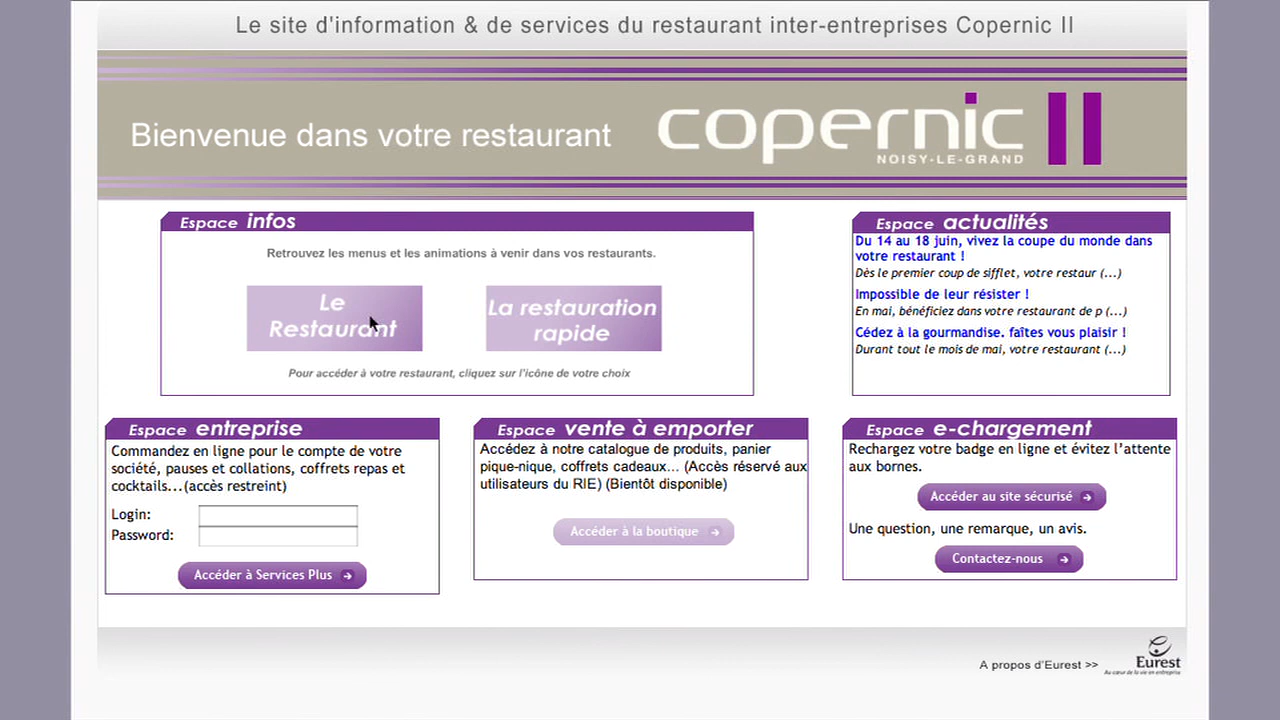 Le site d'information & de services du restaurant inter-entreprises Copernic II
Bienvenue dans votre restaurant
copernic II
NOISY-LE-GRAND
Espace infos
Retrouvez les menus et les animations à venir dans vos restaurants.
Le
Restaurant
La restauration
rapide
Pour accéder à votre restaurant, cliquez sur l'icône de votre choix
Espace actualités
Du 14 au 18 juin, vivez la coupe du monde dans
votre restaurant !
Dès le premier coup de sifflet, votre restaur (...)
Impossible de leur résister !
En mai, bénéficiez dans votre restaurant de p (...)
Cédez à la gourmandise. faîtes vous plaisir !
Durant tout le mois de mai, votre restaurant (...)
Espace entreprise
Commandez en ligne pour le compte de votre
société, pauses et collations, coffrets repas et
cocktails...(accès restreint)
Login:
Password:
Accéder à Services Plus
Espace vente à emporter
Accédez à notre catalogue de produits, panier
pique-nique, coffrets cadeaux... (Accès réservé aux
utilisateurs du RIE) (Bientôt disponible)
Accéder à la boutique
Espace e-chargement
Rechargez votre badge en ligne et évitez l'attente
aux bornes.
Accéder au site sécurisé
Une question, une remarque, un avis.
Contactez-nous
A propos d'Eurest >>
Eurest
Au cœur de la vie en entreprise